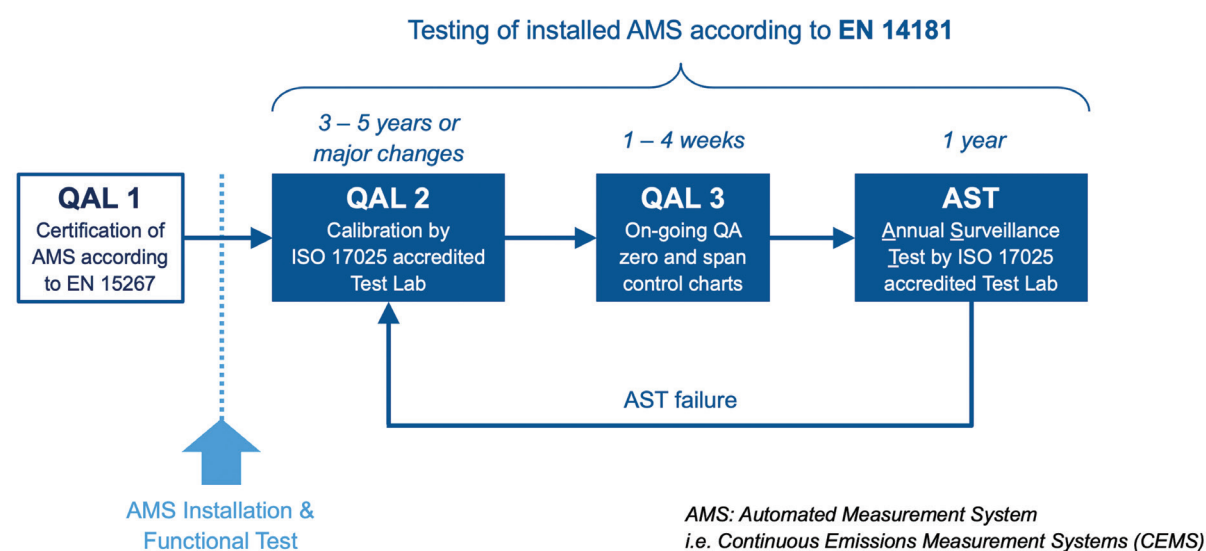 Testing of installed AMS according to EN 14181
3 – 5 years or
major changes
1 – 4 weeks
1 year
QAL 1
Certification of
AMS according
to EN 15267
QAL 2
Calibration by
ISO 17025 accredited
Test Lab
QAL 3
On-going QA
zero and span
control charts
AST
Annual Surveillance
Test by ISO 17025
accredited Test Lab
AST failure
AMS Installation &
Functional Test
AMS: Automated Measurement System
i.e. Continuous Emissions Measurement Systems (CEMS)